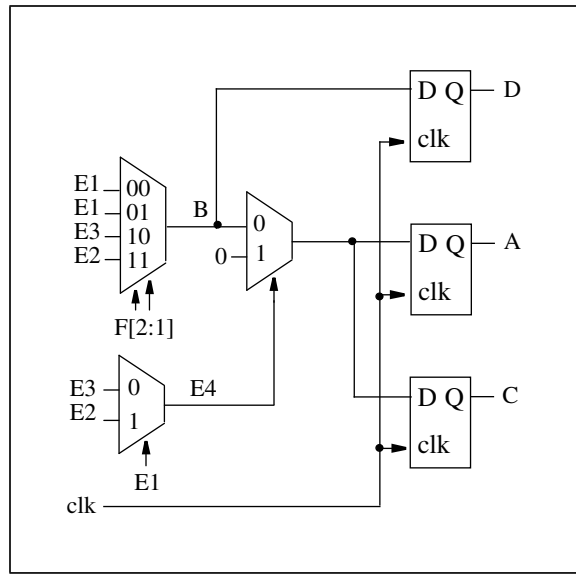 D Q D
clk
E1 00
E1 01 B 0
E3 10
E2 11 0 1
D Q A
clk
F[2:1]
E3 0 E4
E2 1
D Q C
clk
E1
clk